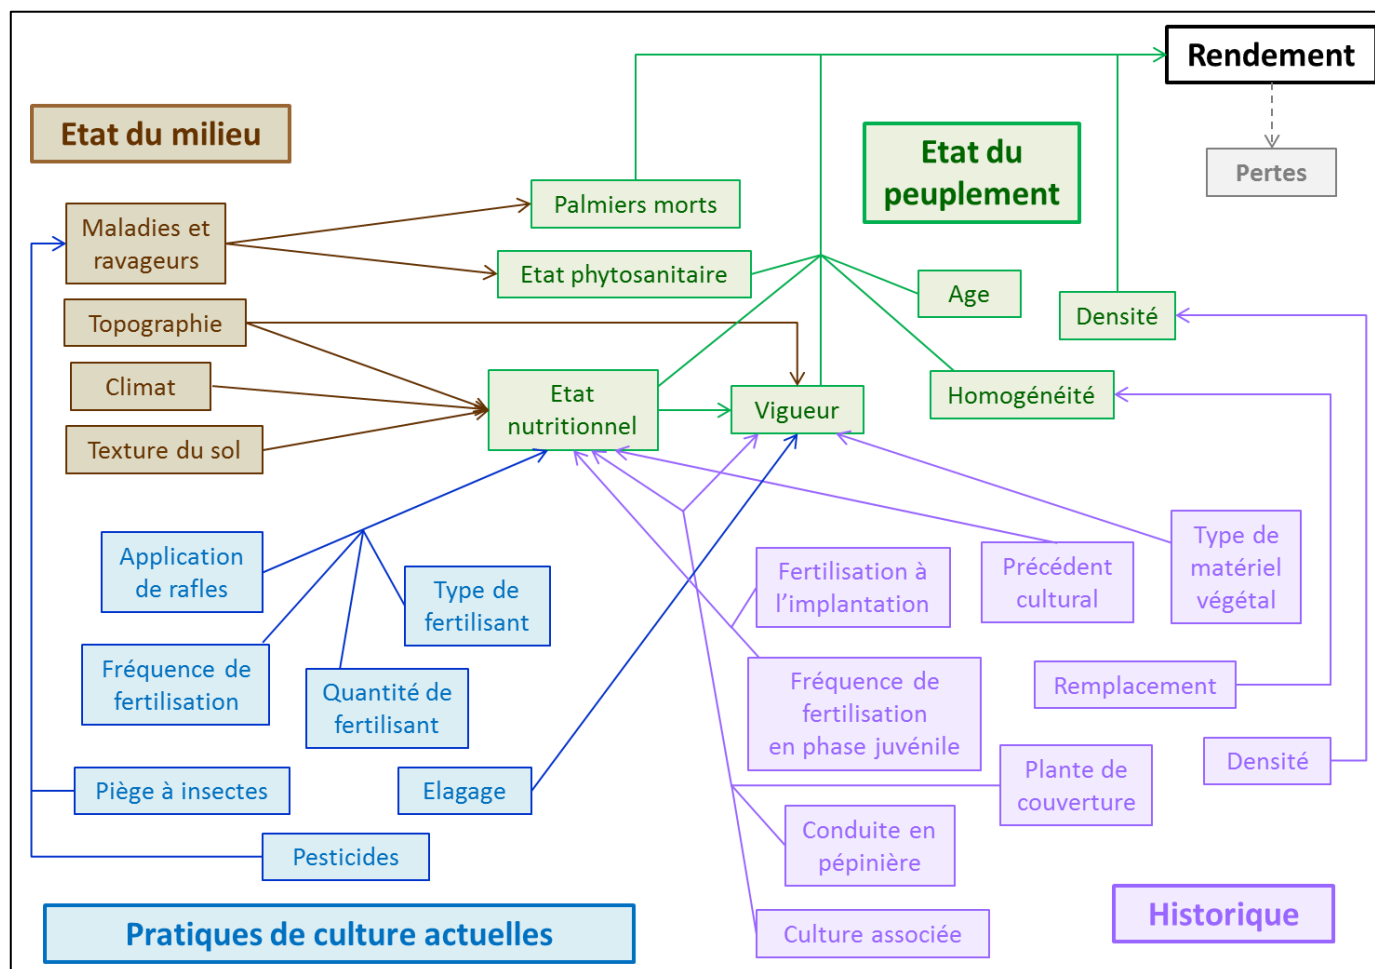 Rendement
Etat du milieu
Etat du
peuplement
Pertes
Palmiers morts
Maladies et
ravageurs
Etat phytosanitaire
Age
Topographie
Densité
Climat
Etat
nutritionnel
Vigueur
Homogénéité
Texture du sol
Application
de rafles
Type de
fertilisant
Fertilisation à
l’implantation
Précédent
cultural
Type de
matériel
végétal
Fréquence de
fertilisation
Quantité de
fertilisant
Fréquence de
fertilisation
en phase juvénile
Remplacement
Densité
Piège à insectes
Elagage
Plante de
couverture
Pesticides
Conduite en
pépinière
Pratiques de culture actuelles
Culture associée
Historique